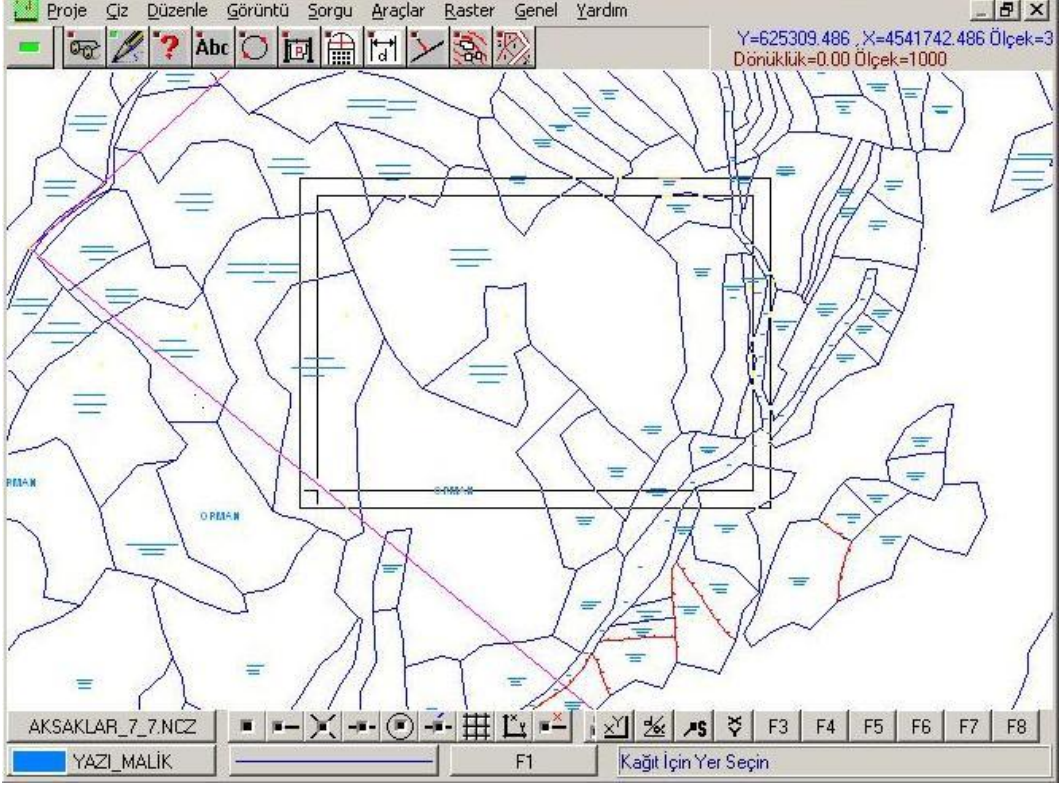 Proje Çiz Düzenle Görüntü Sorgu Araçlar Raster Genel Yardım
Abc
Y=625309.486 ,X=4541742.486 Ölçek=3
Dönüklük=0.00 Ölçek=1000
RMAN
ORMAN
ORMAN
AKSAKLAR_7_7.NCZ F3 F4 F5 F6 F7 F8
YAZI_MALİK F1 Kağıt İçin Yer Seçin